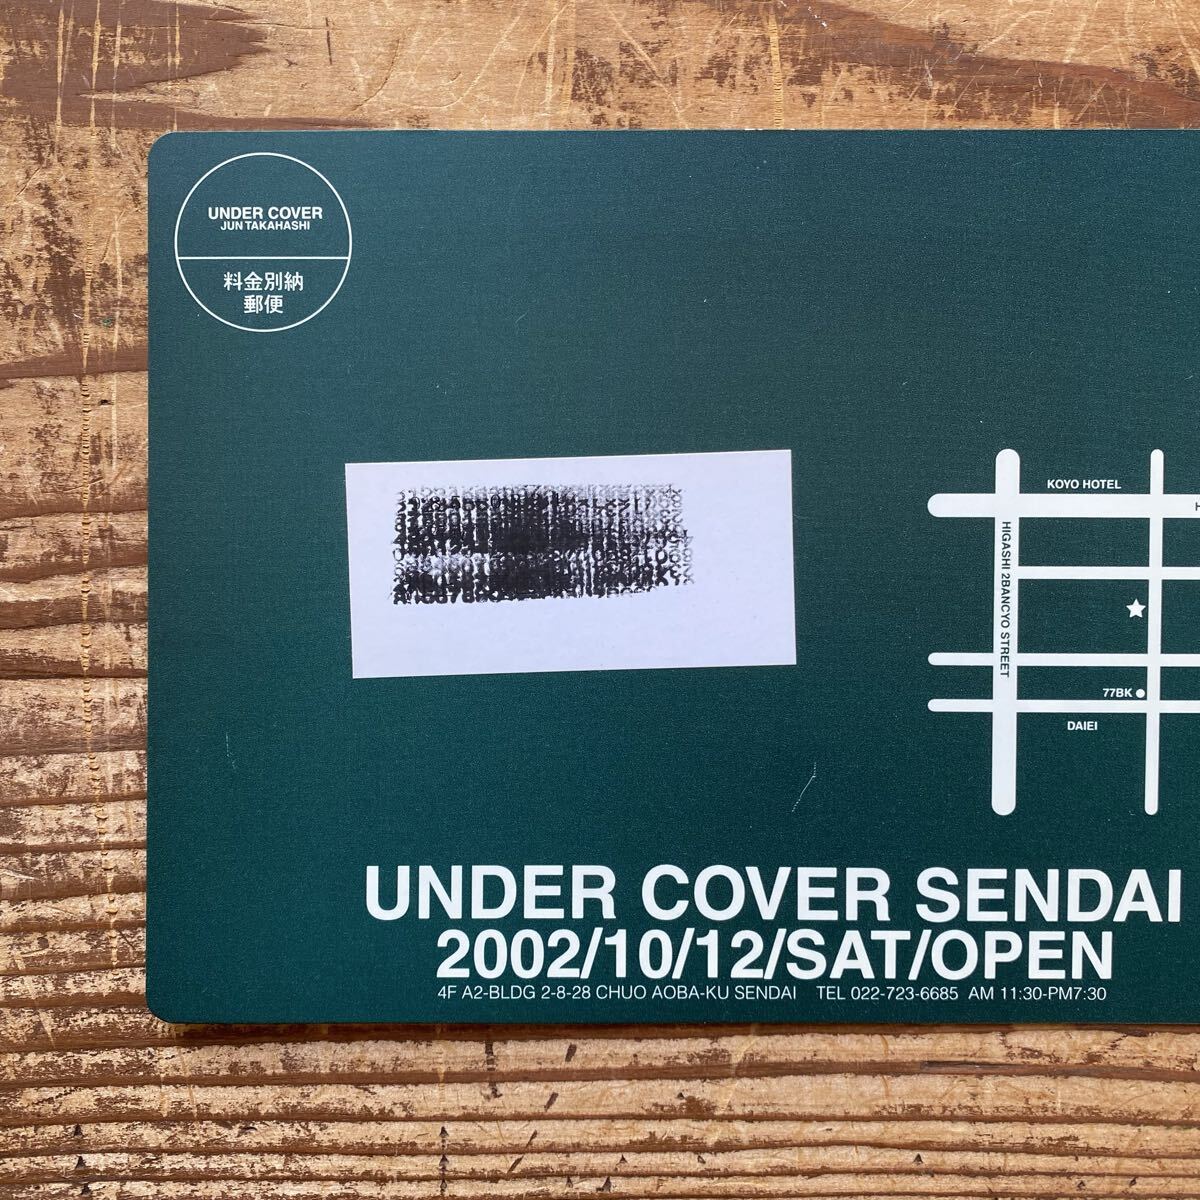 UNDER COVER
JUN TAKAHASHI
料金別納
郵便
KOYO HOTEL
H
HIGASHI 2BANCYO STREET
77BK
DAIEI
UNDER COVER SENDAI
2002/10/12/SAT/OPEN
4F A2-BLDG 2-8-28 CHUO AOBA-KU SENDAI TEL 022-723-6685 AM 11:30-PM7:30